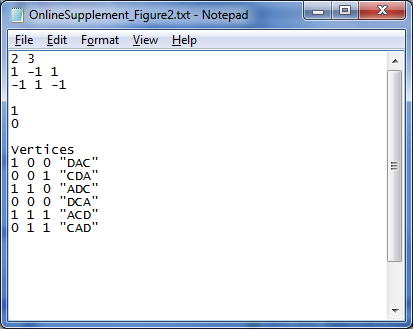 OnlineSupplement_Figure2.txt - Notepad
File Edit Format View Help
2 3
1 -1 1
-1 1 -1
1
0
Vertices
1 0 0 "DAC"
0 0 1 "CDA"
1 1 0 "ADC"
0 0 0 "DCA"
1 1 1 "ACD"
0 1 1 "CAD"